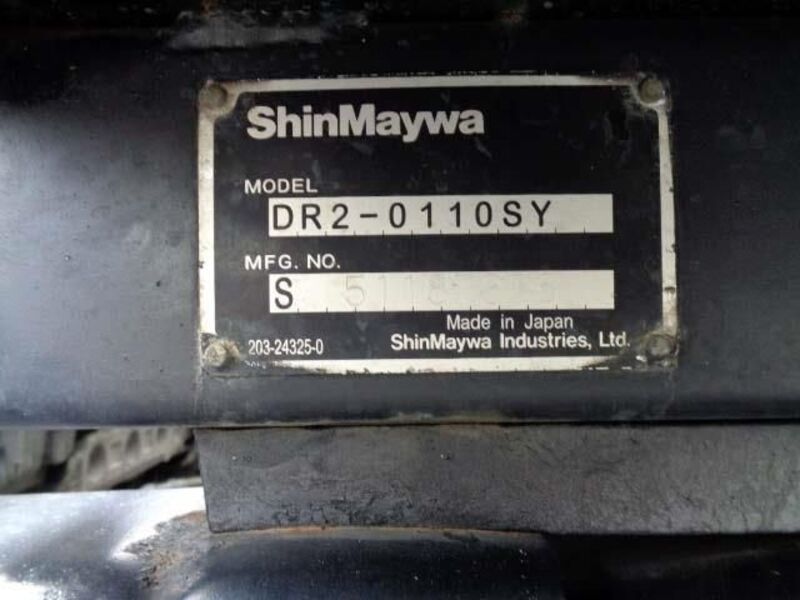 ShinMaywa
MODEL
DR2-0110SY
MFG. NO.
S
Made in Japan
203-24325-0
ShinMaywa Industries, Ltd.